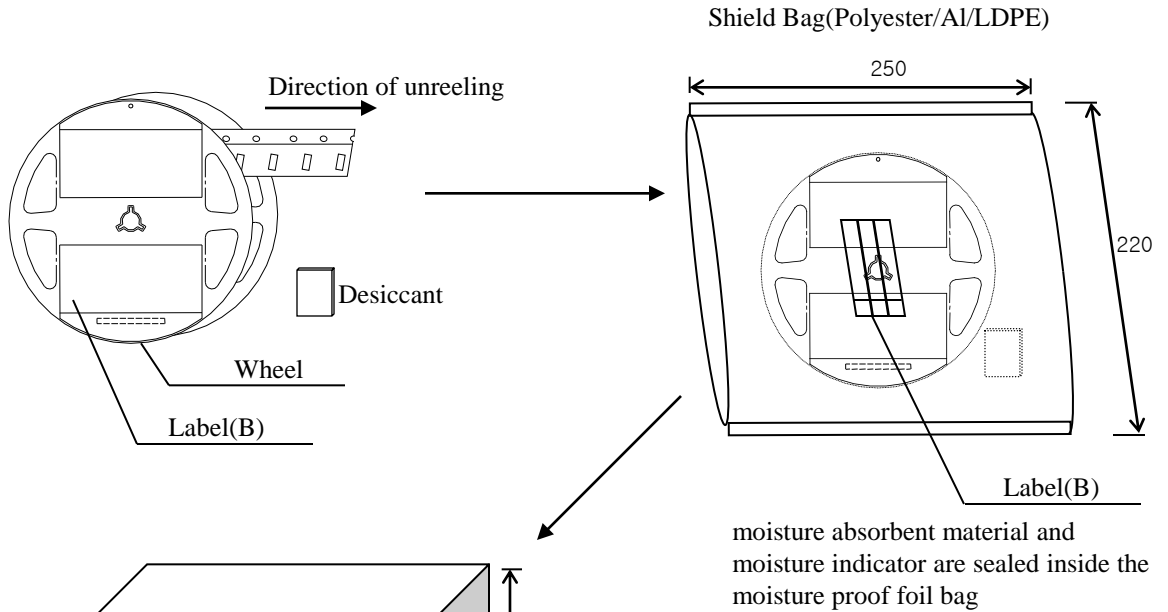 Shield Bag(Polyester/Al/LDPE)
250
Direction of unreeling
220
Desiccant
Wheel
Label(B)
Label(B)
moisture absorbent material and
moisture indicator are sealed inside the
moisture proof foil bag